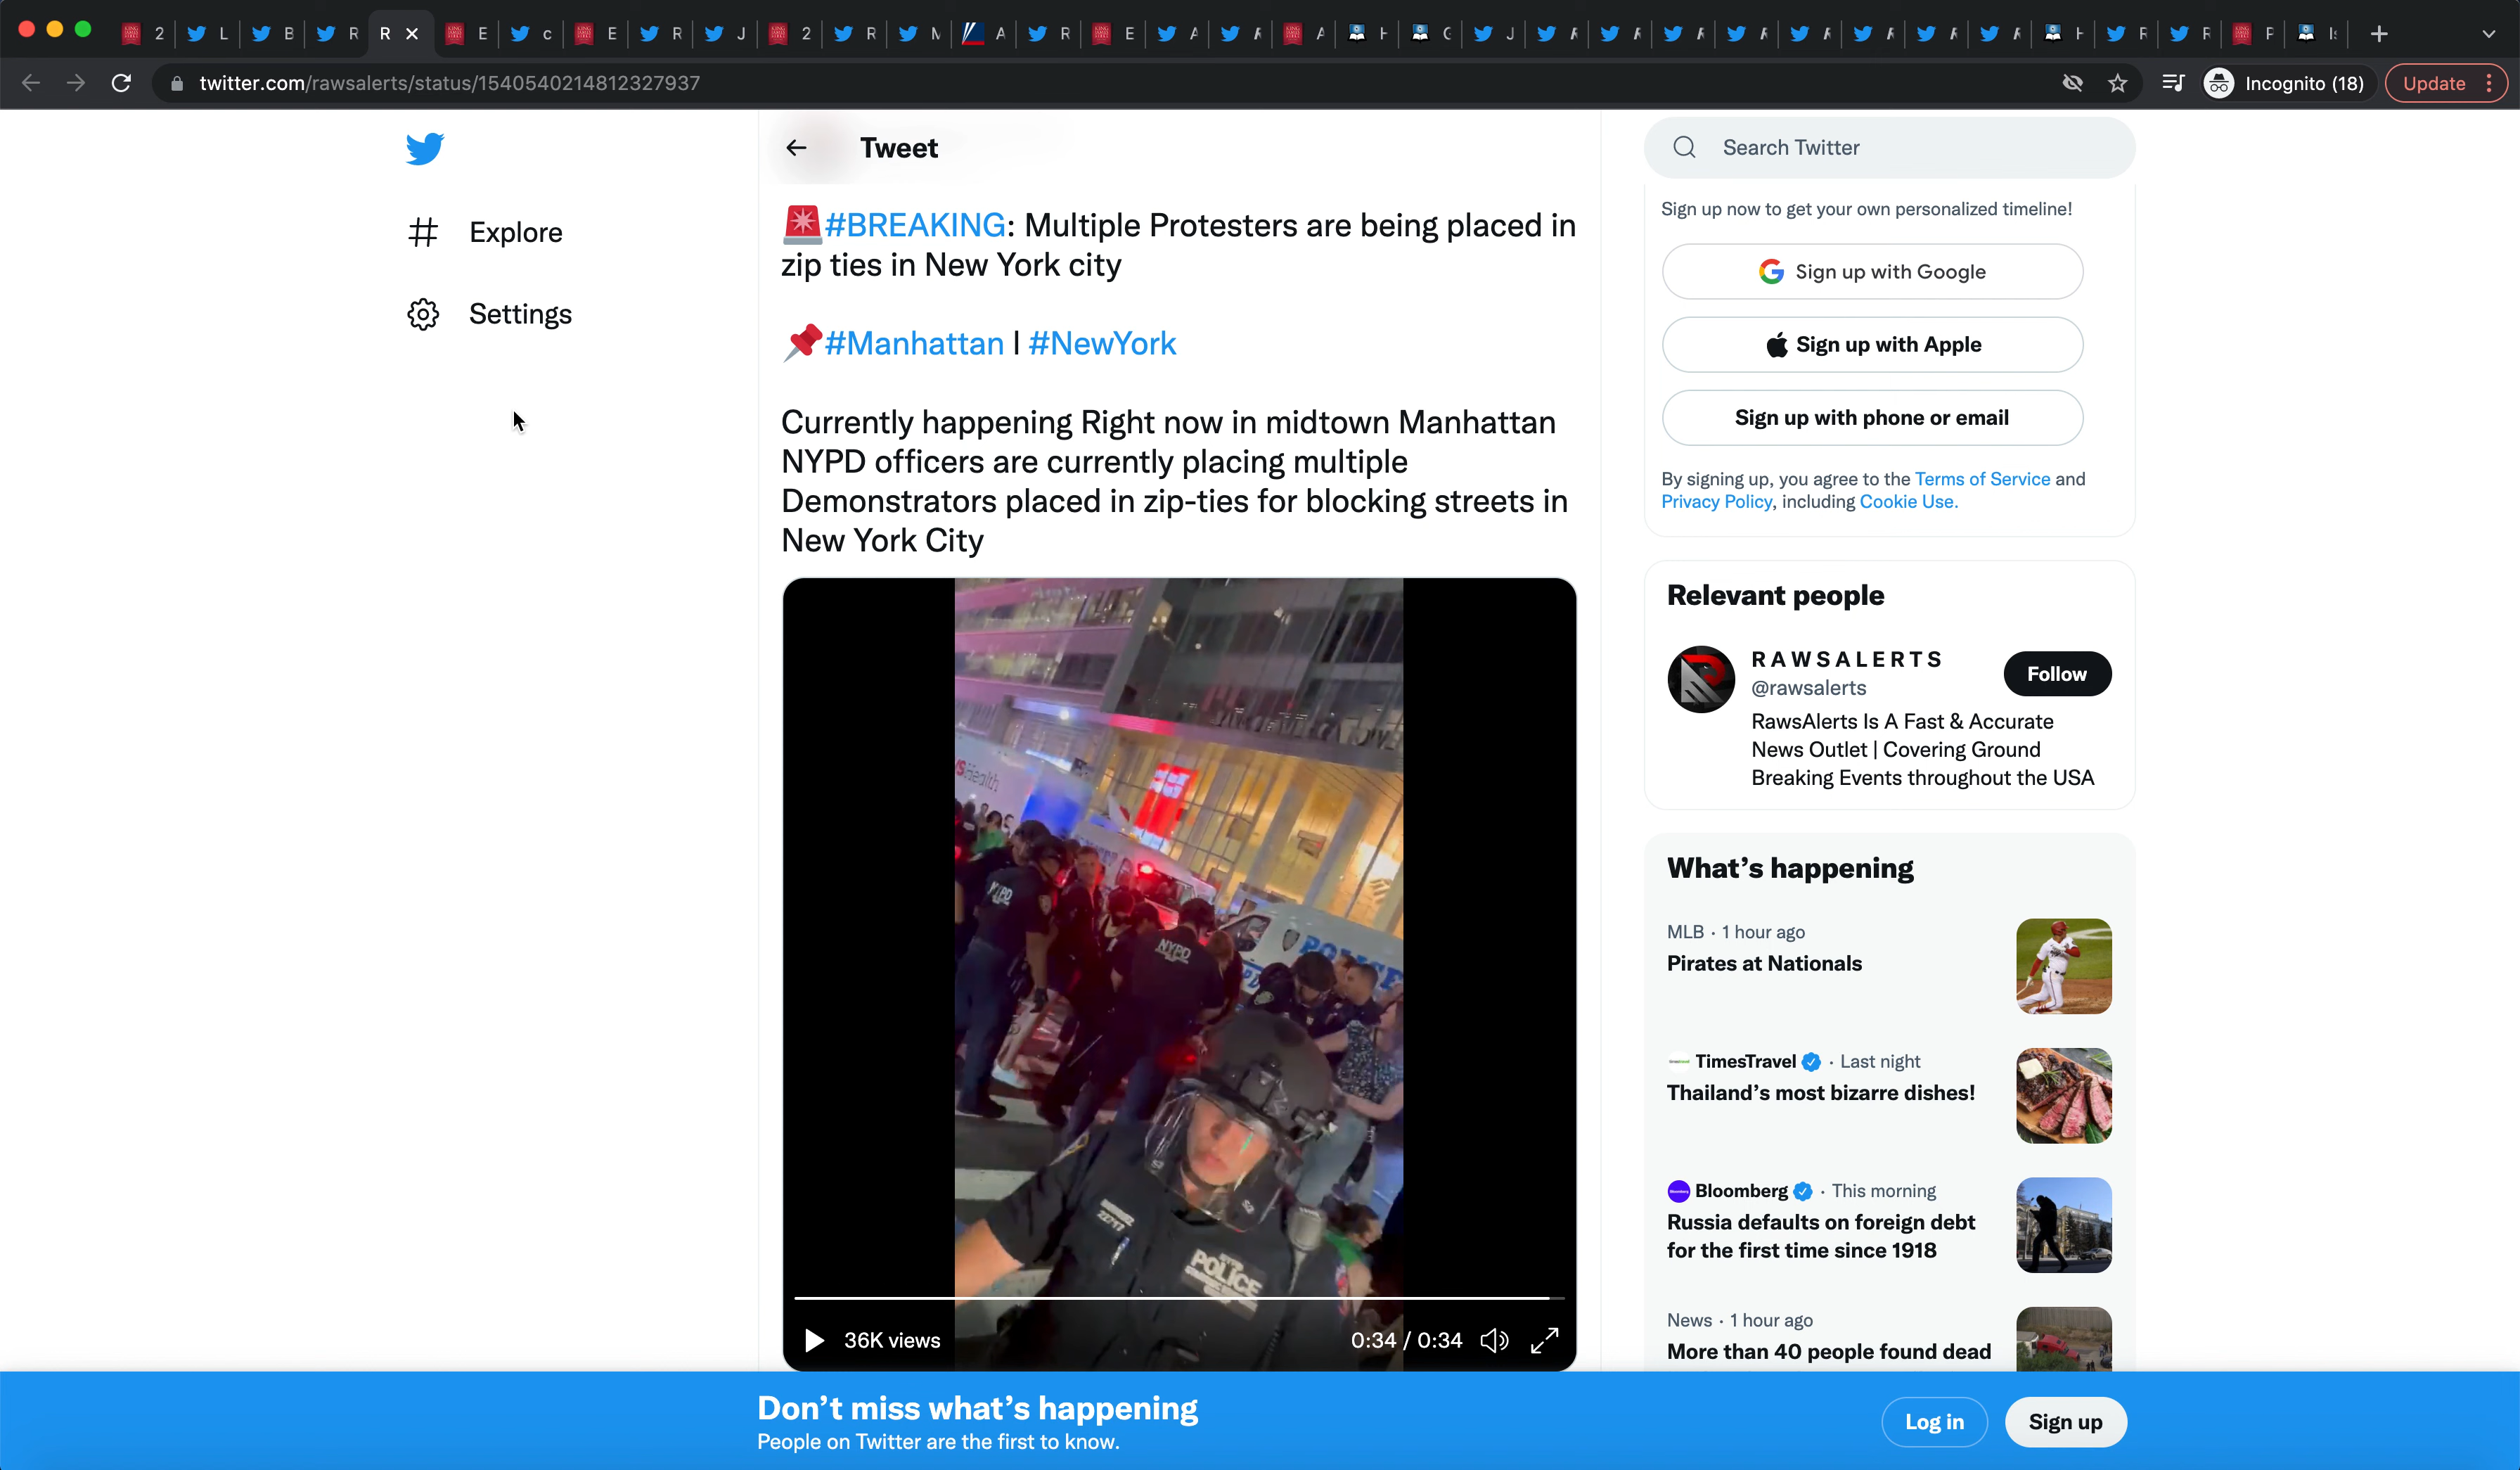 2
L
B
R
R
E
c
E
R
J
2
R
A
R
E
J
twitter.com/rawsalerts/status/1540540214812327937
Incognito (18)
Update
Tweet
Search Twitter
Explore
Settings
#BREAKING: Multiple Protesters are being placed in
zip ties in New York city
#Manhattan | #NewYork
Currently happening Right now in midtown Manhattan
NYPD officers are currently placing multiple
Demonstrators placed in zip-ties for blocking streets in
New York City
Health
NYPD
NYPD
POLICE
POLICE
36K views
0:34 / 0:34
Sign up now to get your own personalized timeline!
Sign up with Google
Sign up with Apple
Sign up with phone or email
By signing up, you agree to the Terms of Service and
Privacy Policy, including Cookie Use.
Relevant people
RAWSALERTS
@rawsalerts
Follow
RawsAlerts Is A Fast & Accurate
News Outlet | Covering Ground
Breaking Events throughout the USA
What's happening
MLB · 1 hour ago
Pirates at Nationals
TimesTravel · Last night
Thailand's most bizarre dishes!
Bloomberg · This morning
Russia defaults on foreign debt
for the first time since 1918
News · 1 hour ago
More than 40 people found dead
Don't miss what's happening
People on Twitter are the first to know.
Log in
Sign up